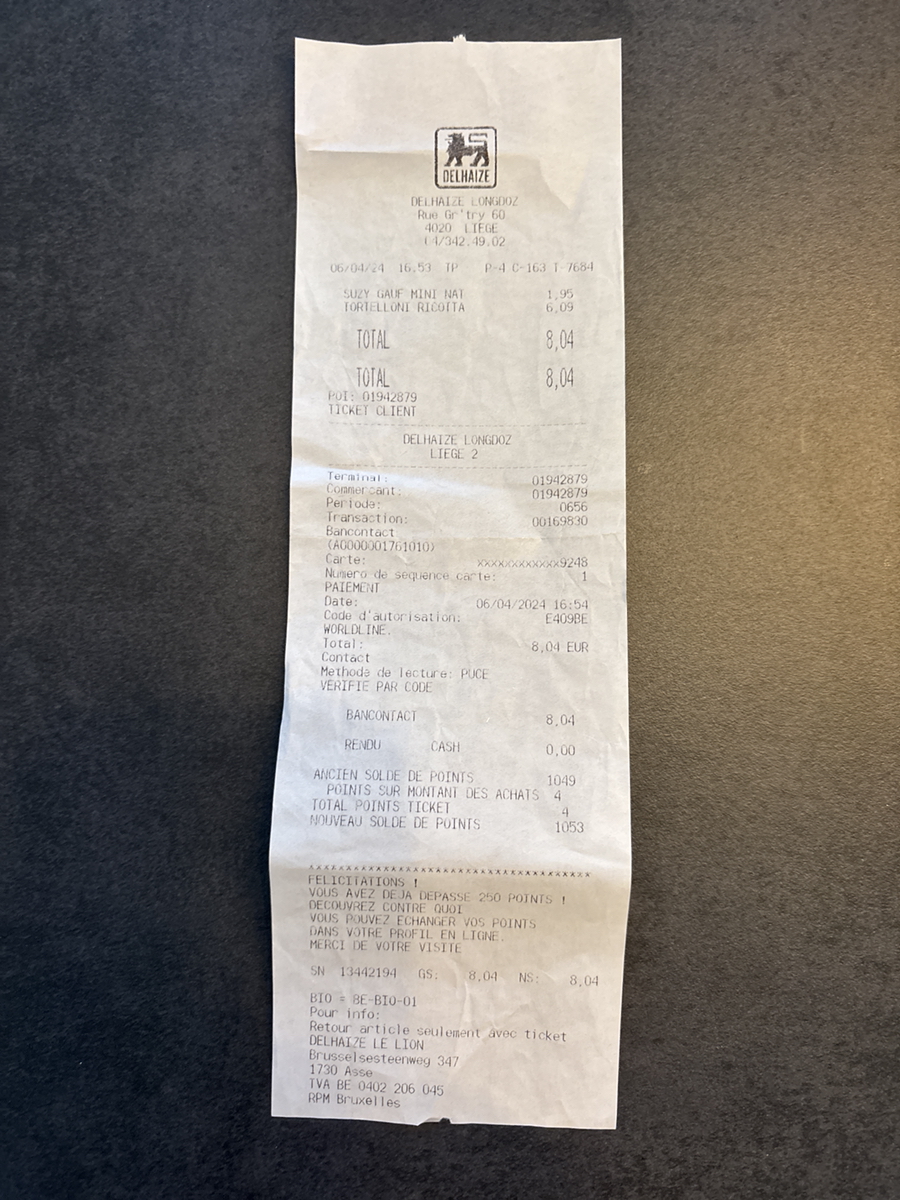 DELHAIZE
DELHAIZE LONGDOZ
Rue Gr'try 60
4020 LIEGE
04/342.49.02
06/04/24 16.53 TP P-4 C-163 T-7684
SUZY GAUF MINI NAT 1,95
TORTELLONI RICOTTA 6,09
TOTAL 8,04
TOTAL 8,04
POI: 01942879
TICKET CLIENT
DELHAIZE LONGDOZ
LIEGE 2
Terminal: 01942879
Commercant: 01942879
Periode: 0656
Transaction: 00169830
Bancontact
(A0000001761010)
Carte: xxxxxxxxxxxxx9248
Numero de sequence carte: 1
PAIEMENT
Date: 06/04/2024 16:54
Code d'autorisation: E409BE
WORLDLINE.
Total: 8,04 EUR
Contact
Methode de lecture: PUCE
VERIFIE PAR CODE
BANCONTACT 8,04
RENDU CASH 0,00
ANCIEN SOLDE DE POINTS 1049
POINTS SUR MONTANT DES ACHATS 4
TOTAL POINTS TICKET 4
NOUVEAU SOLDE DE POINTS 1053
****************************************
FELICITATIONS !
VOUS AVEZ DEJA DEPASSE 250 POINTS !
DECOUVREZ CONTRE QUOI
VOUS POUVEZ ECHANGER VOS POINTS
DANS VOTRE PROFIL EN LIGNE.
MERCI DE VOTRE VISITE
SN 13442194 GS: 8,04 NS: 8,04
BIO = BE-BIO-01
Pour info:
Retour article seulement avec ticket
DELHAIZE LE LION
Brusselsesteenweg 347
1730 Asse
TVA BE 0402 206 045
RPM Bruxelles